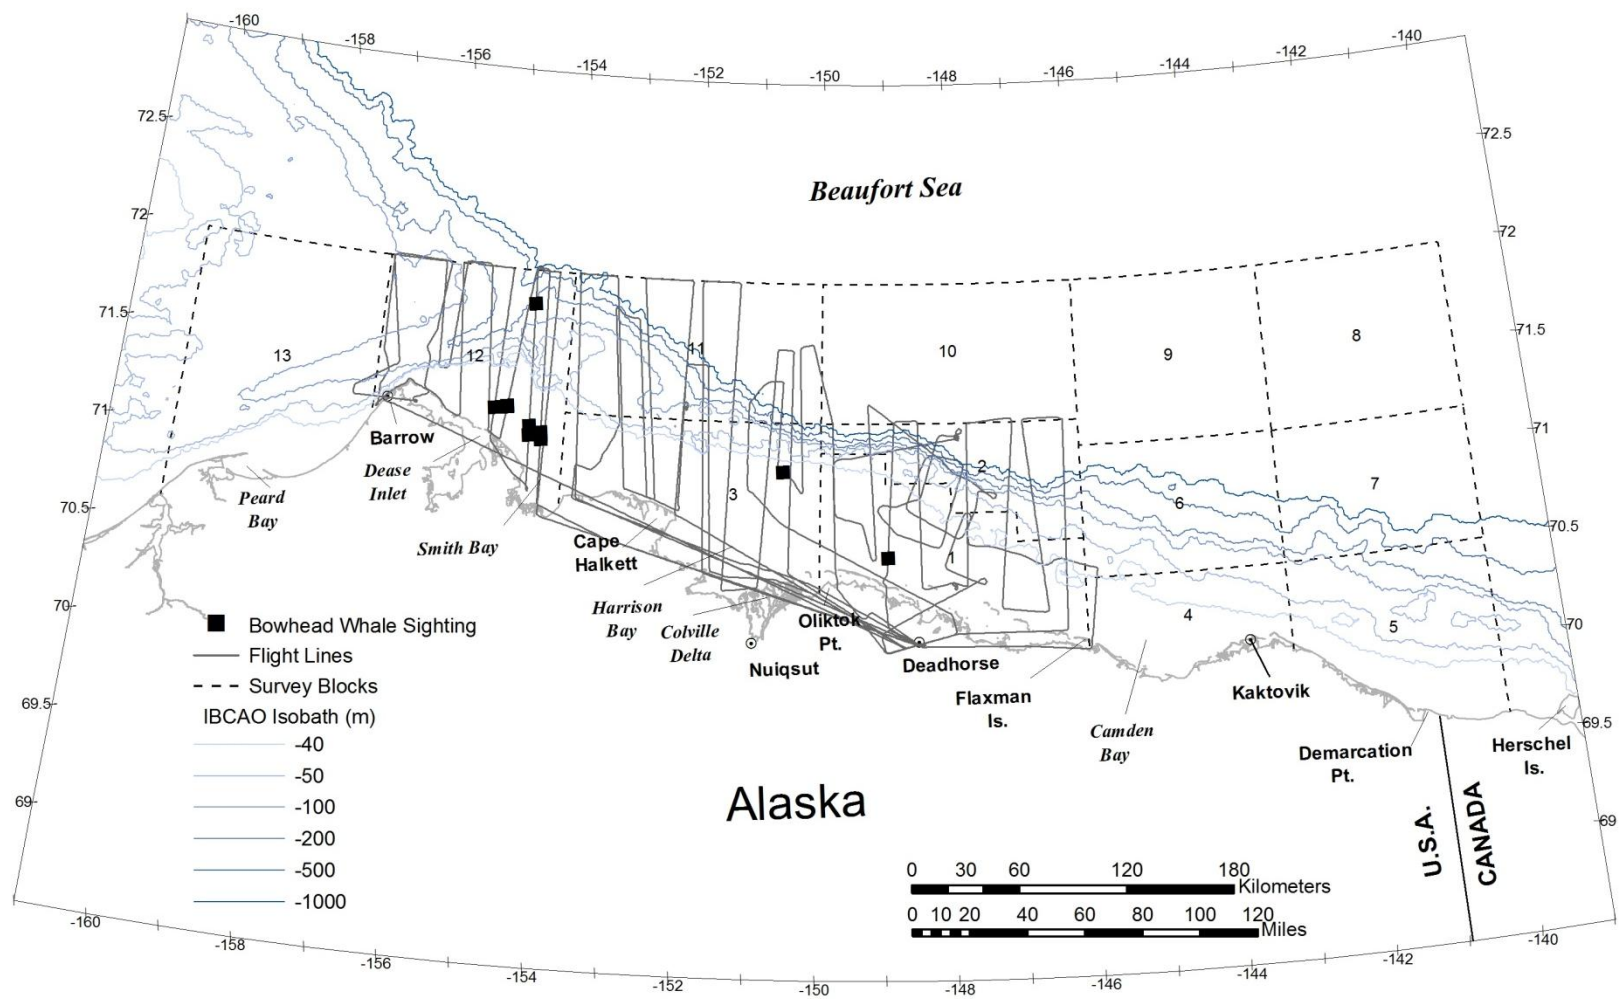 -160
-158
-156
-154
-152
-150
-148
-146
-144
-142
-140
72.5
72.5
Beaufort Sea
72
72
71.5
71.5
13
12
11
10
9
8
71
71
Barrow
Dease
Inlet
Peard
Bay
Smith Bay
3
2
1
6
7
70.5
70.5
Cape
Halkett
Harrison
Bay
Colville
Delta
Oliktok
Pt.
Nuiqsut
Deadhorse
Flaxman
Is.
4
5
Kaktovik
Camden
Bay
Demarcation
Pt.
Herschel
Is.
70
70
69.5
69.5
69
69
Bowhead Whale Sighting
Flight Lines
Survey Blocks
IBCAO Isobath (m)
-40
-50
-100
-200
-500
-1000
Alaska
U.S.A.
CANADA
0 30 60 120 180
Kilometers
0 10 20 40 60 80 100 120
Miles
-160
-158
-156
-154
-150
-148
-146
-144
-142
-140